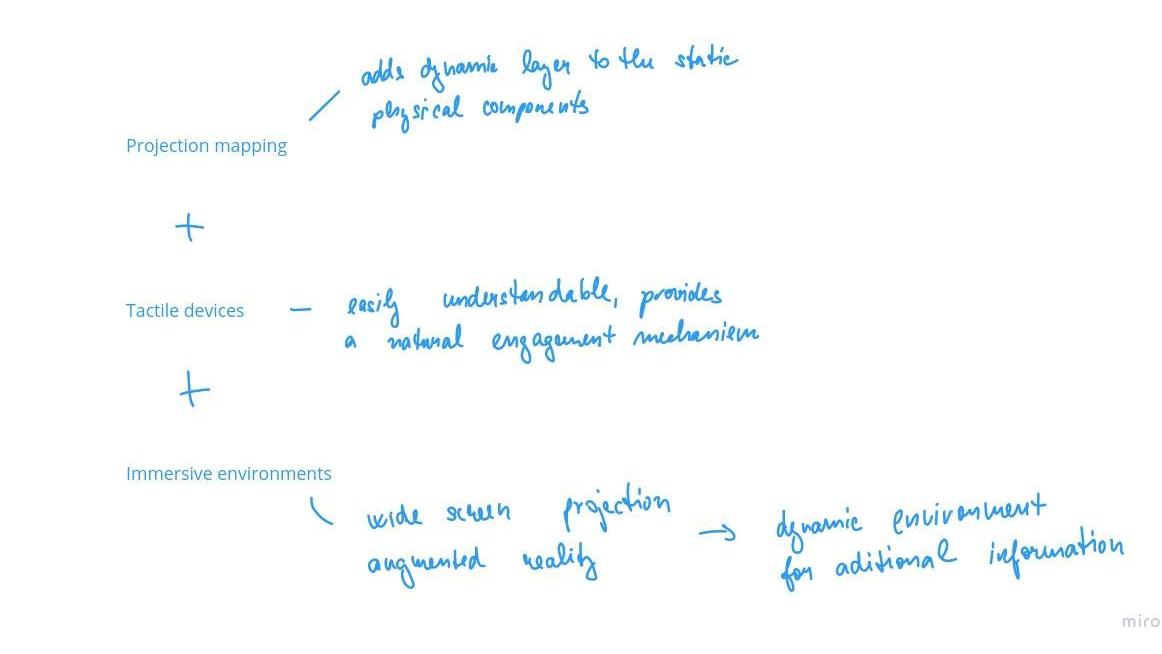 adds dynamic layer to the static
physical components
Projection mapping
+
easily understandable, provides
Tactile devices –
a natural engagement mechanism
+
Immersive environments
wide screen projection
augmented reality
→ dynamic environment
for aditional information
miro